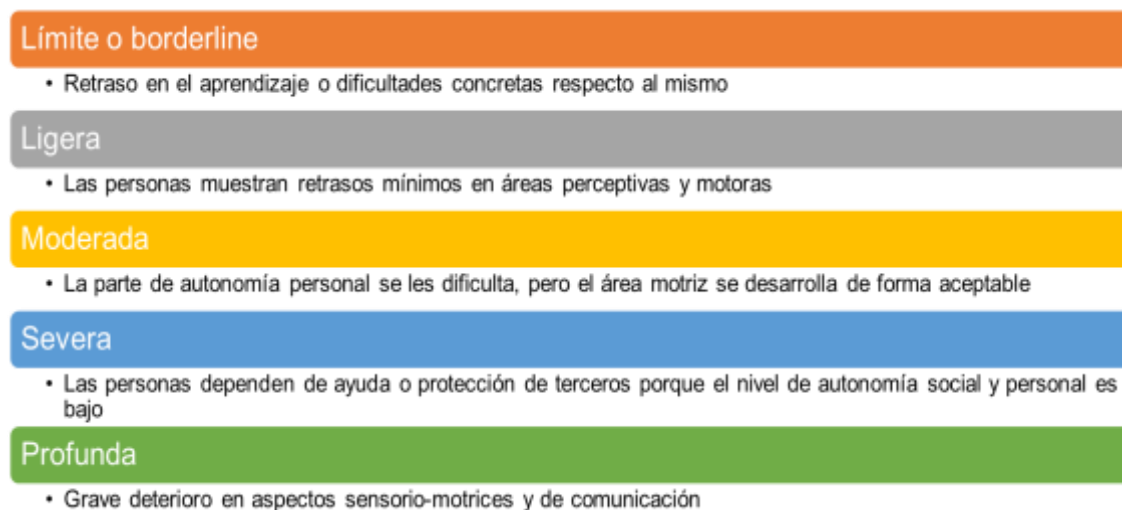 Límite o borderline
• Retraso en el aprendizaje o dificultades concretas respecto al mismo
Ligera
• Las personas muestran retrasos mínimos en áreas perceptivas y motoras
Moderada
• La parte de autonomía personal se les dificulta, pero el área motriz se desarrolla de forma aceptable
Severa
• Las personas dependen de ayuda o protección de terceros porque el nivel de autonomía social y personal es
bajo
Profunda
• Grave deterioro en aspectos sensorio-motrices y de comunicación